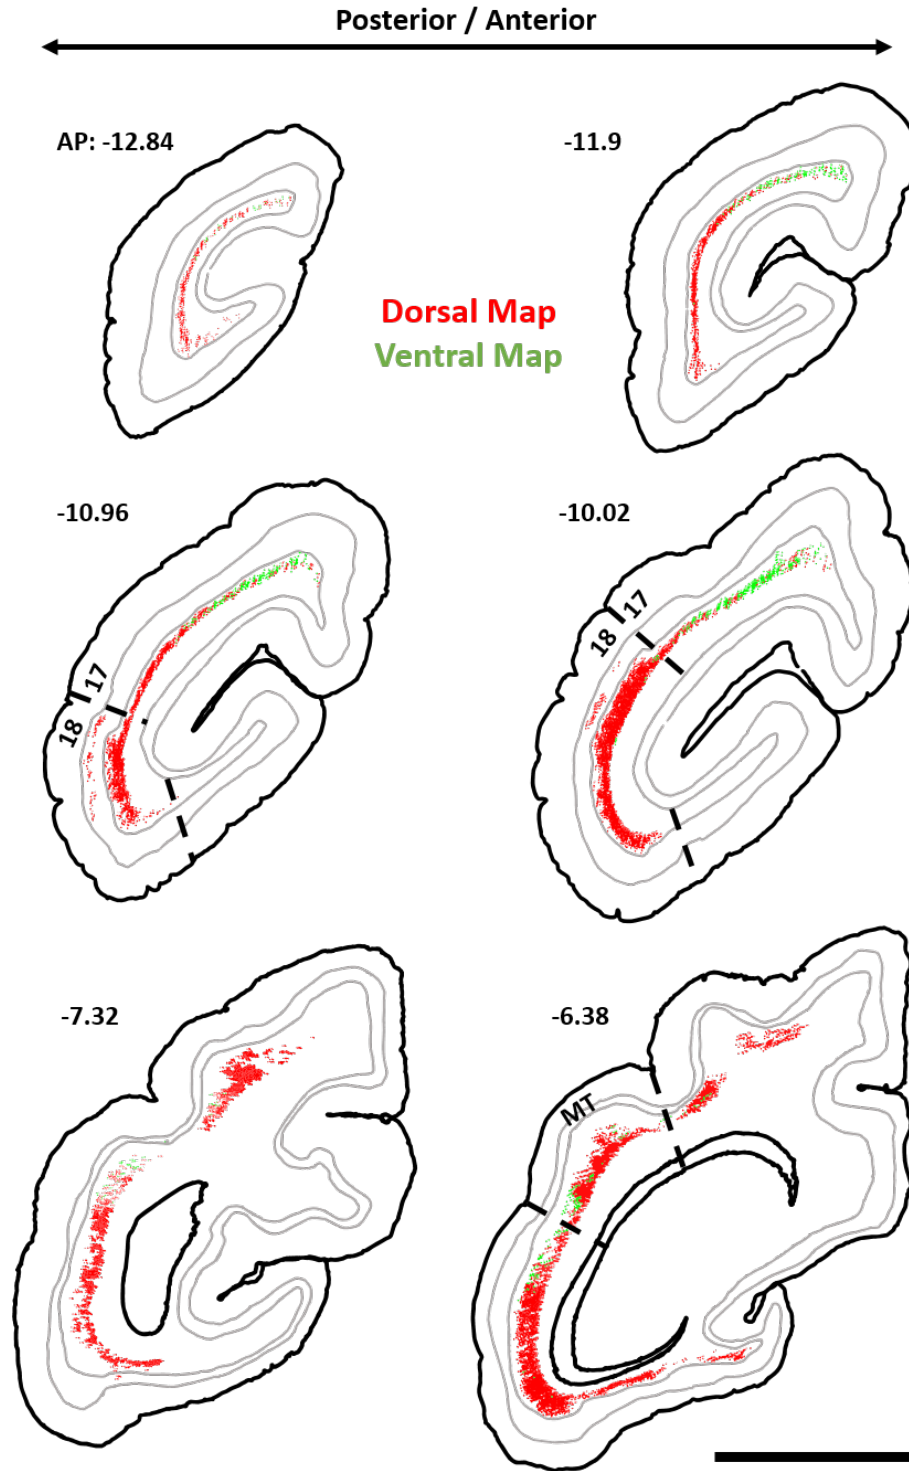 Posterior / Anterior
AP: -12.84
-11.9
Dorsal Map
Ventral Map
-10.96
-10.02
17
18
17
18
-7.32
-6.38
MT